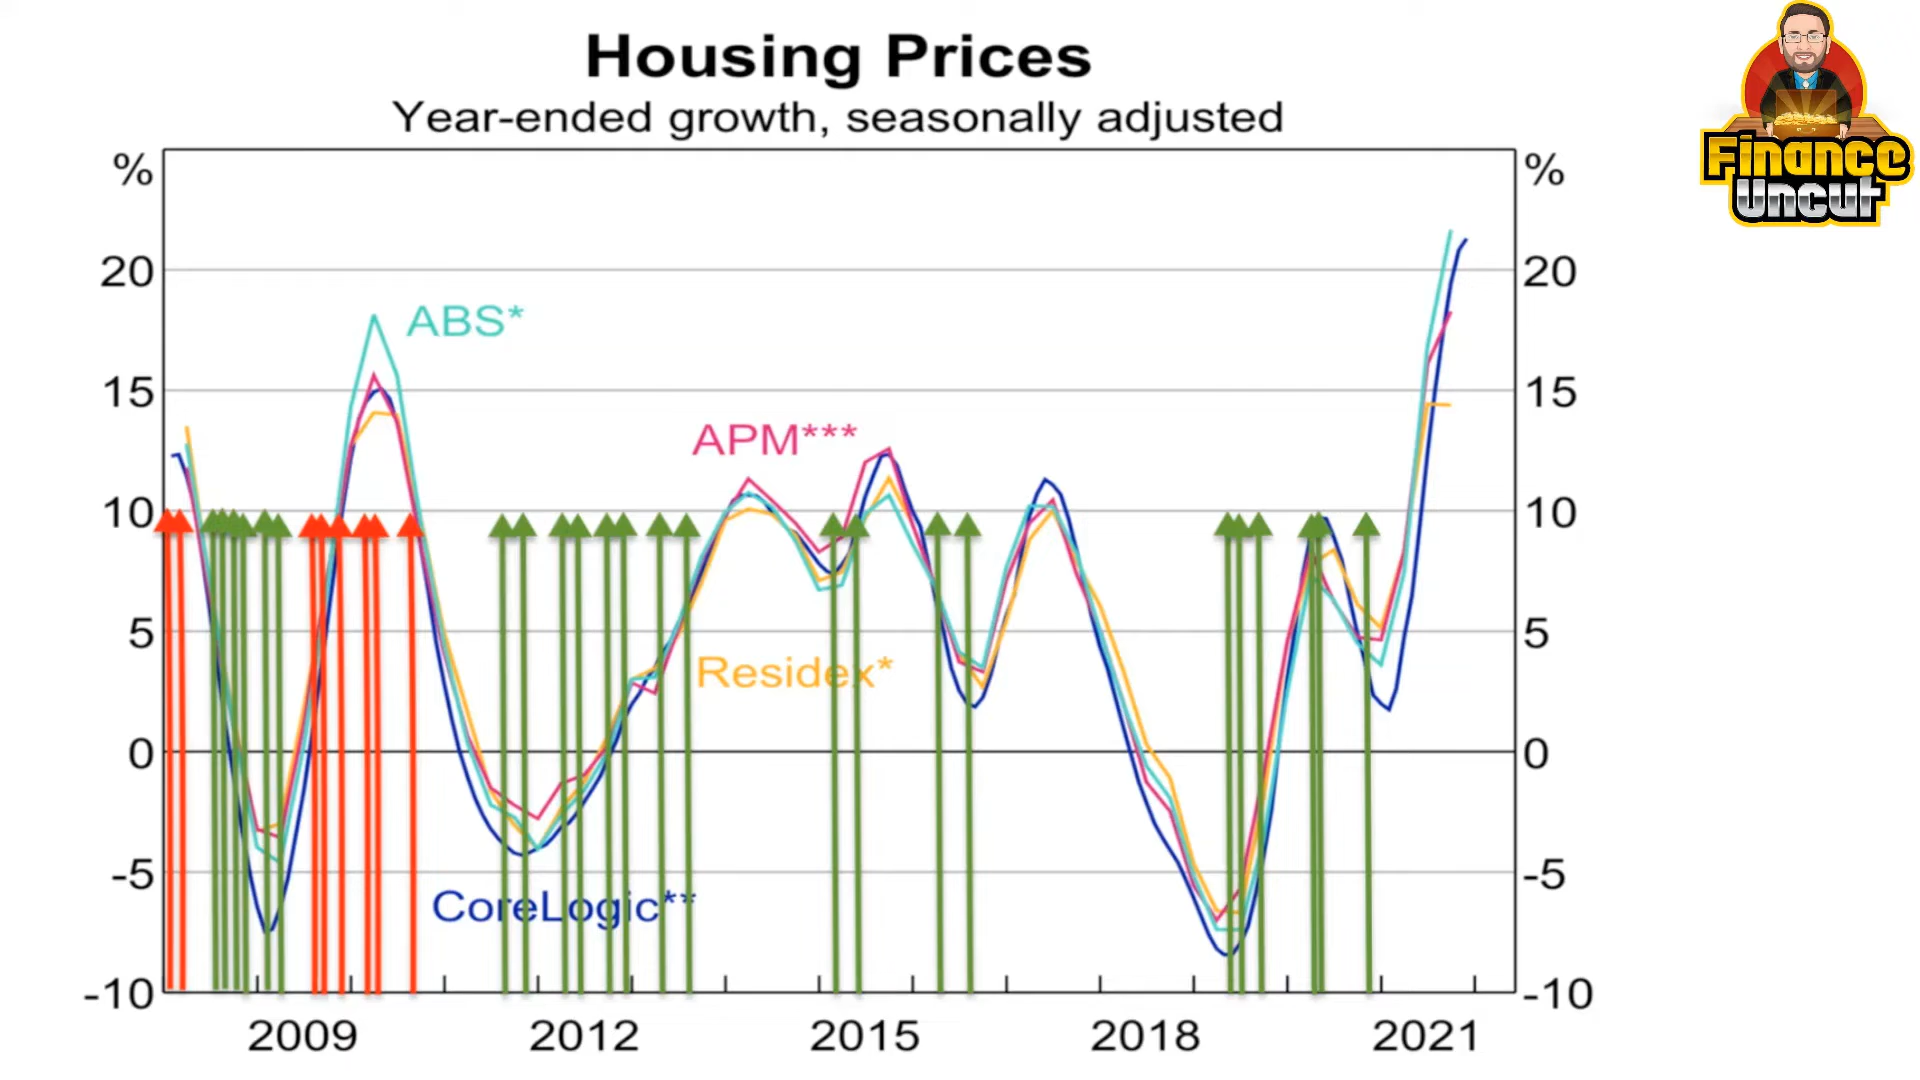 Housing Prices
Year-ended growth, seasonally adjusted
Finance
Uncut
% %
20 20
ABS*
15 15
APM***
10 10
5 5
Residex*
0 0
-5 -5
CoreLogic**
-10 -10
2009 2012 2015 2018 2021